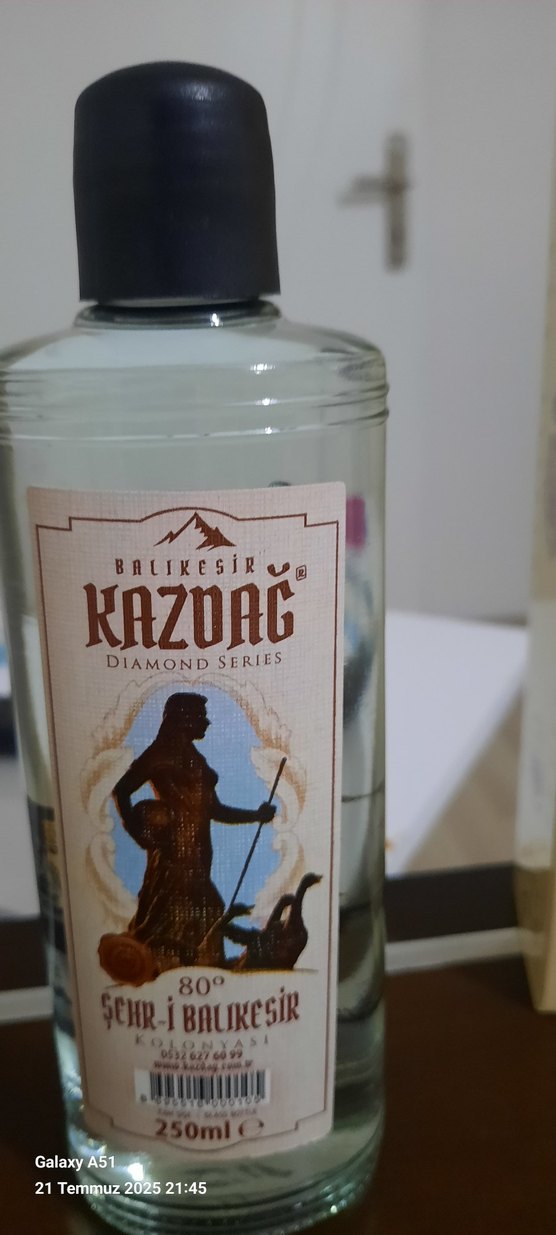 BALIKESİR
KAZDAĞ®
DIAMOND SERIES
80°
ŞEHR-İ BALIKESİR
KOLONYASI
0532 627 60 99
www.kazdag.com.tr
250ml ℮
Galaxy A51
21 Temmuz 2025 21:45